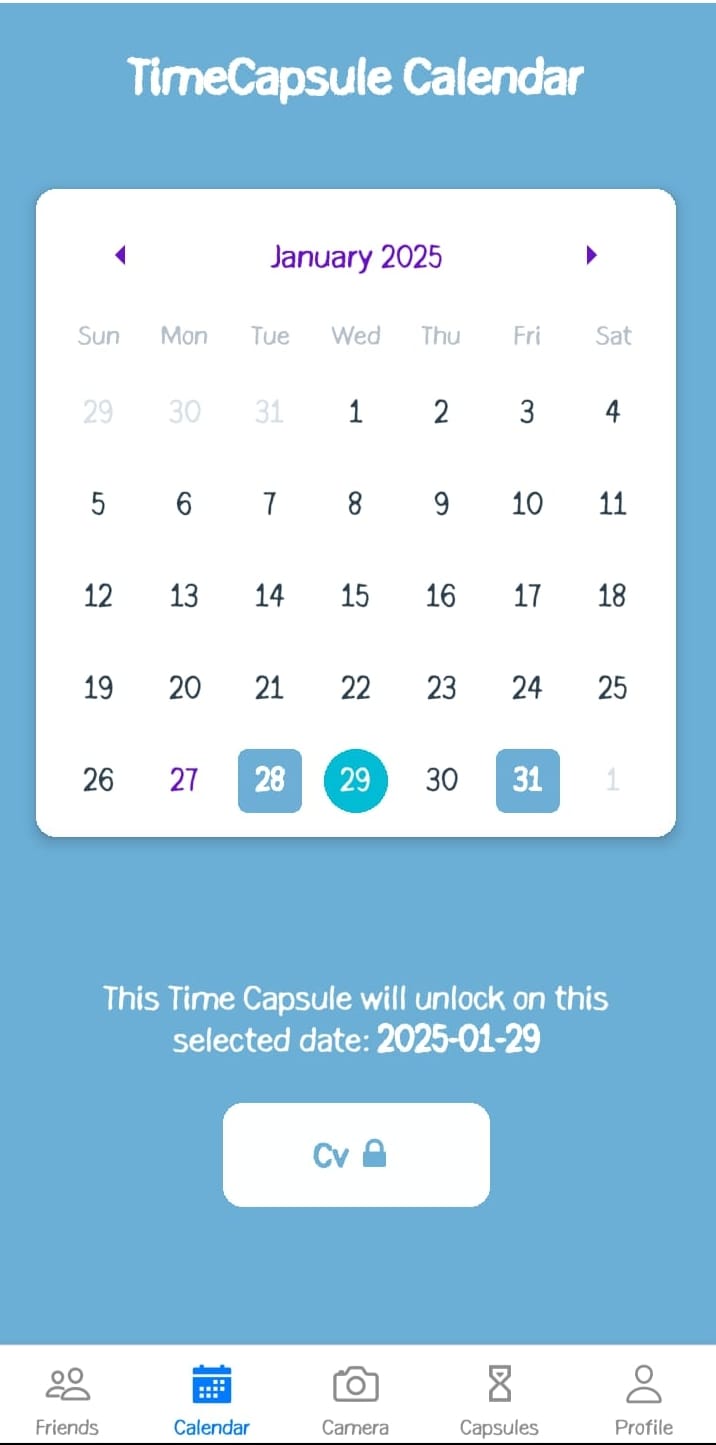 TimeCapsule Calendar
January 2025
Sun Mon Tue Wed Thu Fri Sat
29 30 31 1 2 3 4
5 6 7 8 9 10 11
12 13 14 15 16 17 18
19 20 21 22 23 24 25
26 27 28 29 30 31 1
This Time Capsule will unlock on this
selected date: 2025-01-29
Cv
Friends Calendar Camera Capsules Profile